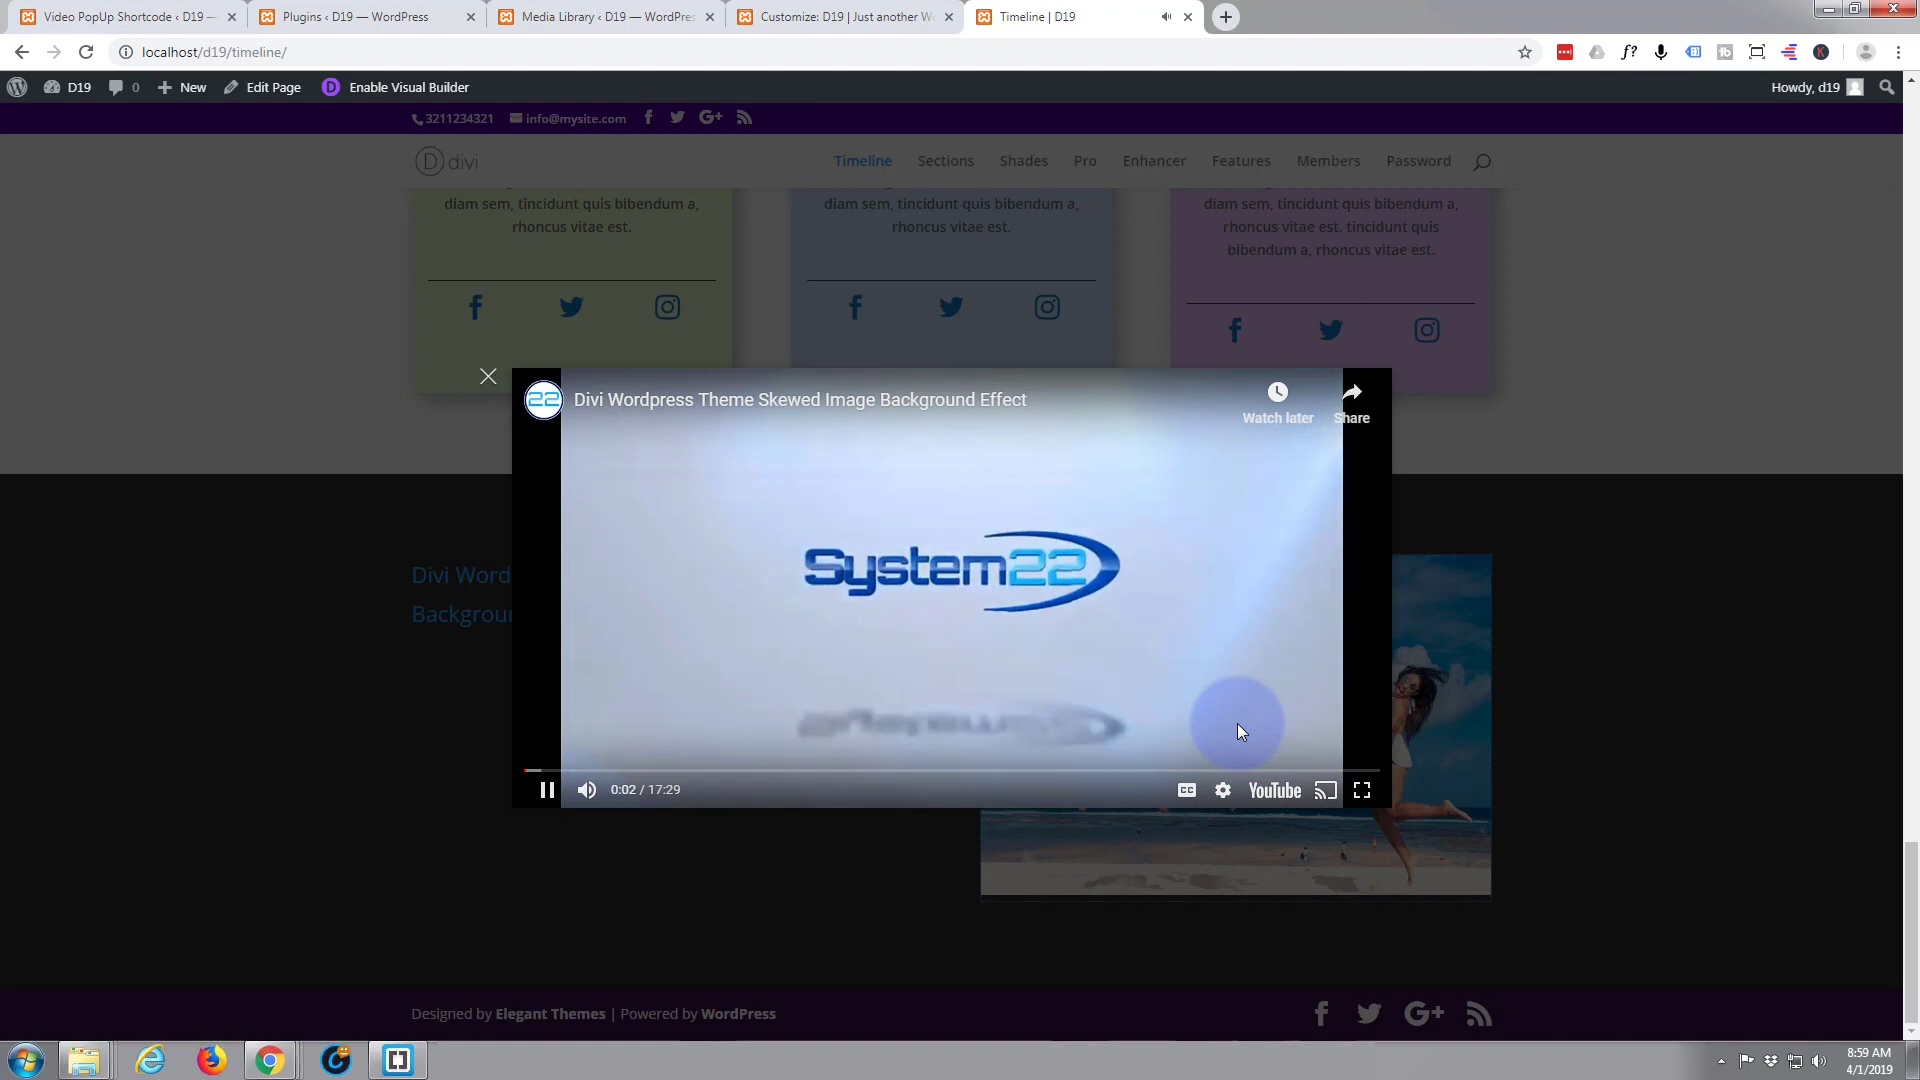 Video PopUp Shortcode ‹ D19 —
Plugins ‹ D19 — WordPress
Media Library ‹ D19 — WordPres
Customize: D19 | Just another W
Timeline | D19
localhost/d19/timeline/
D19
0
New
Edit Page
D
Enable Visual Builder
Howdy, d19
3211234321
info@mysite.com
D divi
Timeline
Sections
Shades
Pro
Enhancer
Features
Members
Password
diam sem, tincidunt quis bibendum a,
rhoncus vitae est.
diam sem, tincidunt quis bibendum a,
rhoncus vitae est.
diam sem, tincidunt quis bibendum a,
rhoncus vitae est. tincidunt quis
bibendum a, rhoncus vitae est.
22
Divi Wordpress Theme Skewed Image Background Effect
Watch later
Share
System22
Divi Word
Backgroun
0:02 / 17:29
CC
YouTube
Designed by Elegant Themes | Powered by WordPress
8:59 AM
4/1/2019